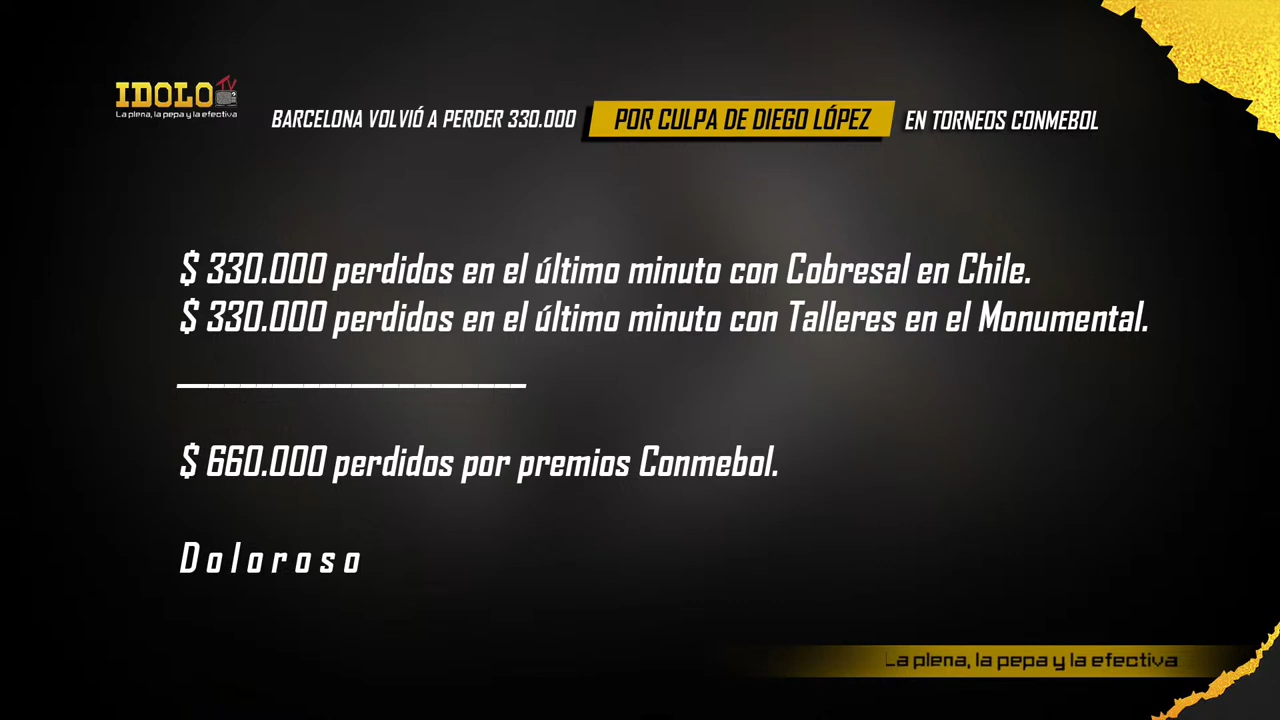 IDOLO TV
La plena, la pepa y la efectiva
BARCELONA VOLVIÓ A PERDER 330.000 POR CULPA DE DIEGO LÓPEZ EN TORNEOS CONMEBOL
$ 330.000 perdidos en el último minuto con Cobresal en Chile.
$ 330.000 perdidos en el último minuto con Talleres en el Monumental.
$ 660.000 perdidos por premios Conmebol.
D o l o r o s o
La plena, la pepa y la efectiva